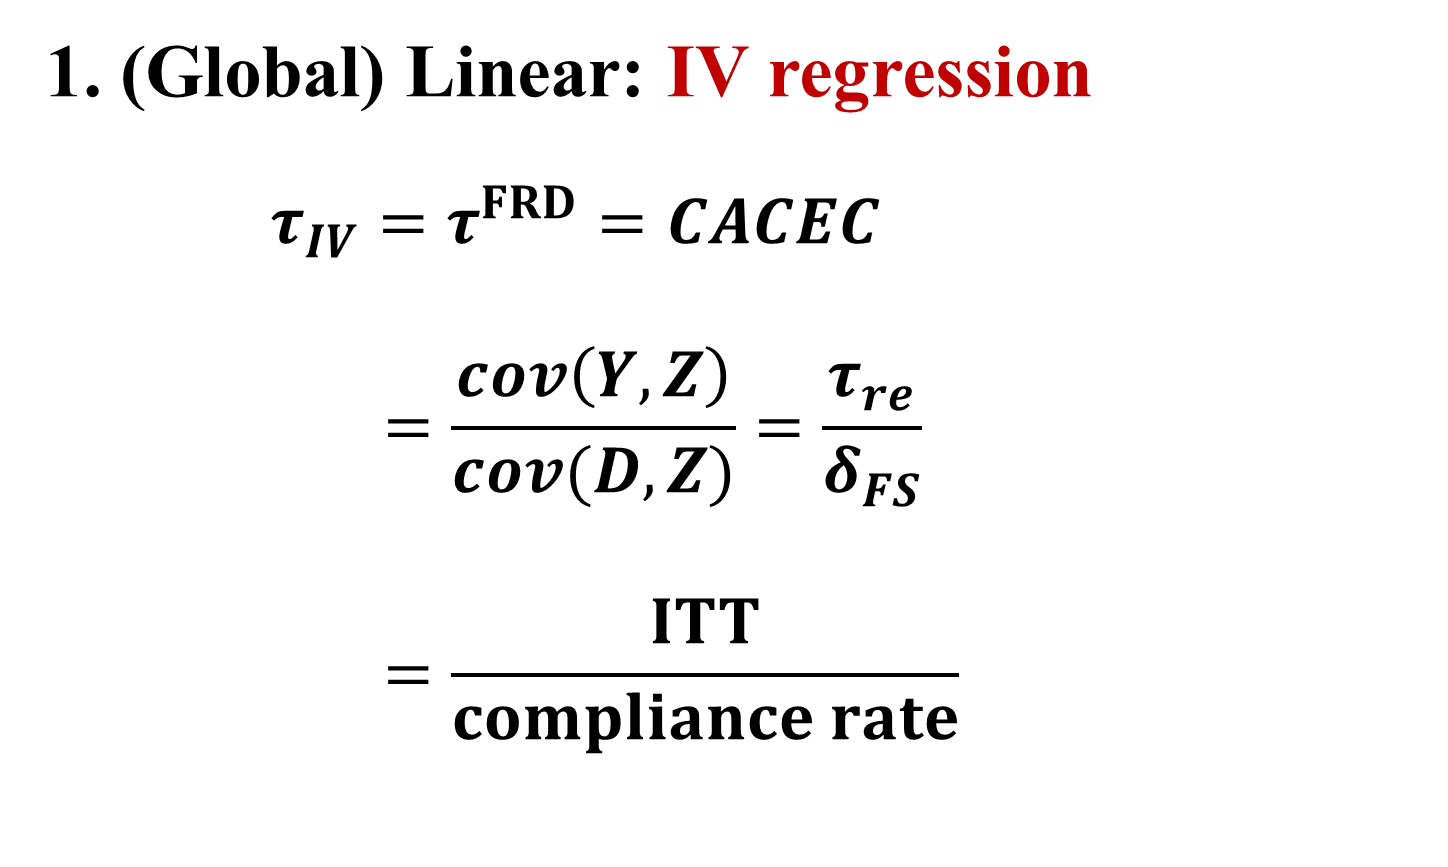 1. (Global) Linear: IV regression
τ_IV = τ^FRD = CACEC
= cov(Y, Z) / cov(D, Z) = τ_re / δ_FS
= ITT / compliance rate